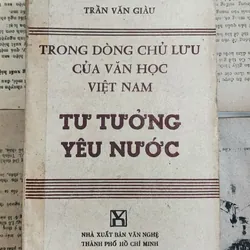 TRẦN VĂN GIÀU
TRONG DÒNG CHỦ LƯU
CỦA VĂN HỌC
VIỆT NAM
TƯ TƯỞNG
YÊU NƯỚC
NHÀ XUẤT BẢN VĂN NGHỆ
THÀNH PHỐ HỒ CHÍ MINH